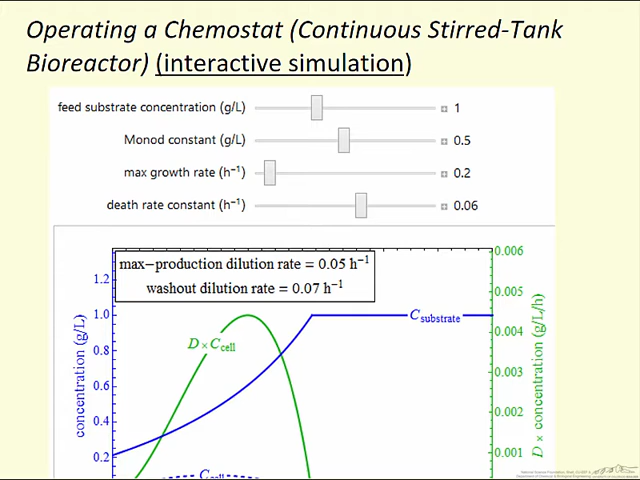 Operating a Chemostat (Continuous Stirred-Tank
Bioreactor) (interactive simulation)
feed substrate concentration (g/L) 1
Monod constant (g/L) 0.5
max growth rate (h⁻¹) 0.2
death rate constant (h⁻¹) 0.06
max−production dilution rate = 0.05 h⁻¹
washout dilution rate = 0.07 h⁻¹
concentration (g/L)
1.2
1.0
0.8
0.6
0.4
0.2
D×Ccell
Csubstrate
Ccell
0.006
0.005
0.004
0.003
0.002
0.001
D × concentration (g/L/h)